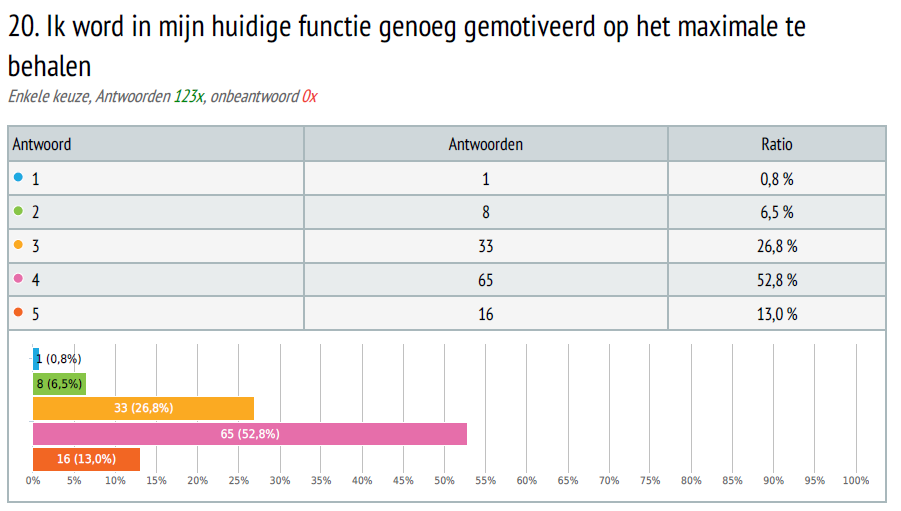 20. Ik word in mijn huidige functie genoeg gemotiveerd op het maximale te
behalen
Enkele keuze, Antwoorden 123x, onbeantwoord 0x
Antwoord Antwoorden Ratio
1 1 0,8 %
2 8 6,5 %
3 33 26,8 %
4 65 52,8 %
5 16 13,0 %
1 (0,8%)
8 (6,5%)
33 (26,8%)
65 (52,8%)
16 (13,0%)
0% 5% 10% 15% 20% 25% 30% 35% 40% 45% 50% 55% 60% 65% 70% 75% 80% 85% 90% 95% 100%